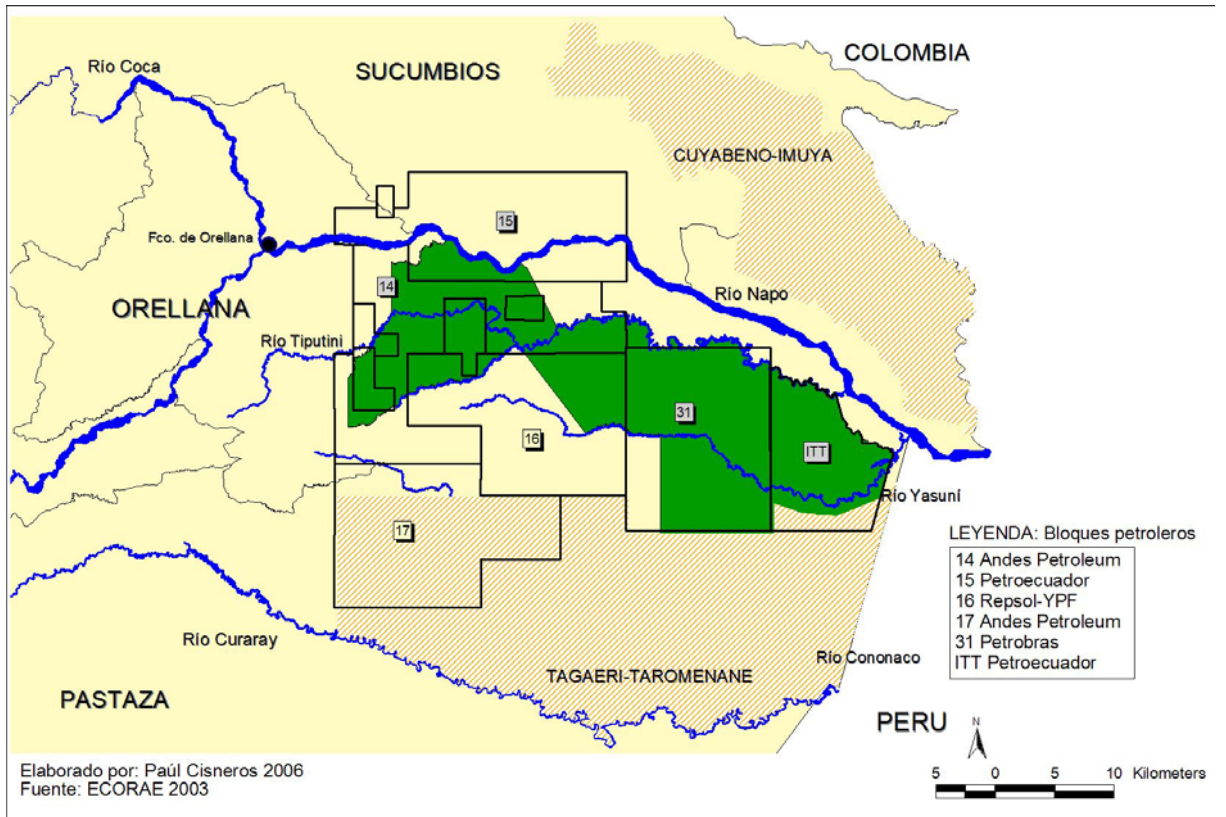 COLOMBIA
Río Coca
SUCUMBIOS
CUYABENO-IMUYA
15
Fco. de Orellana
14
Río Napo
ORELLANA
Río Tiputini
31
16
ITT
Río Yasuní
17
LEYENDA: Bloques petroleros
14 Andes Petroleum
15 Petroecuador
16 Repsol-YPF
17 Andes Petroleum
31 Petrobras
ITT Petroecuador
Río Curaray
Río Cononaco
TAGAERI-TAROMENANE
PASTAZA
PERU
N
Elaborado por: Paúl Cisneros 2006
Fuente: ECORAE 2003
5 0 5 10 Kilometers